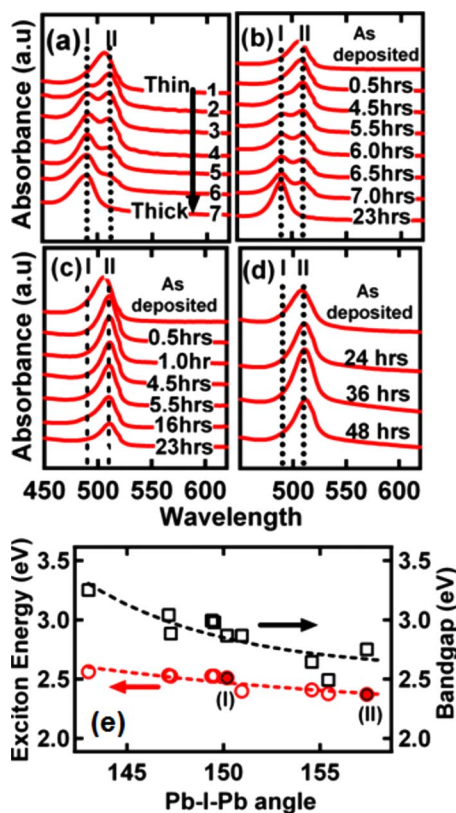 (a) I II
Thin
1
2
3
4
5
6
Thick 7
Absorbance (a.u)
(b) I II As deposited
0.5hrs
4.5hrs
5.5hrs
6.0hrs
6.5hrs
7.0hrs
23hrs
Absorbance (a.u)
(c) I II
As deposited
0.5hrs
1.0hr
4.5hrs
5.5hrs
16hrs
23hrs
Absorbance (a.u)
(d) I II
As deposited
24 hrs
36 hrs
48 hrs
450 500 550 600 500 550 600
Wavelength
3.5 3.5
3.0 3.0
2.5 2.5
2.0 2.0
Exciton Energy (eV)
Bandgap (eV)
(I)
(II)
(e)
145 150 155
Pb-I-Pb angle